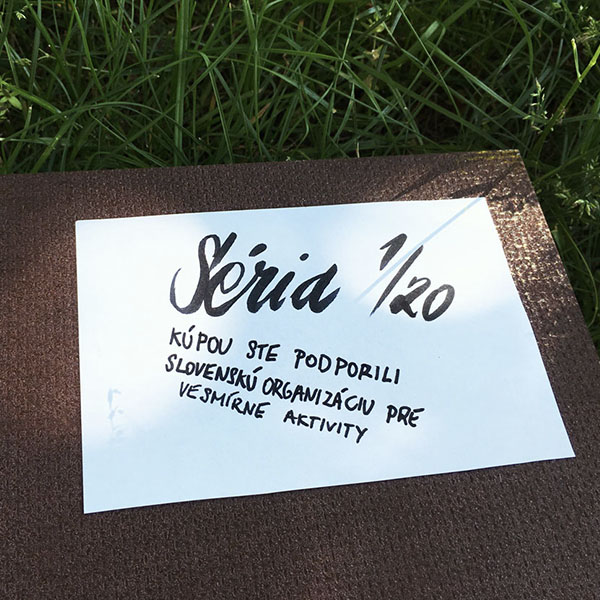 Séria 1/20
KÚPOU STE PODPORILI
SLOVENSKÚ ORGANIZÁCIU PRE
VESMÍRNE AKTIVITY